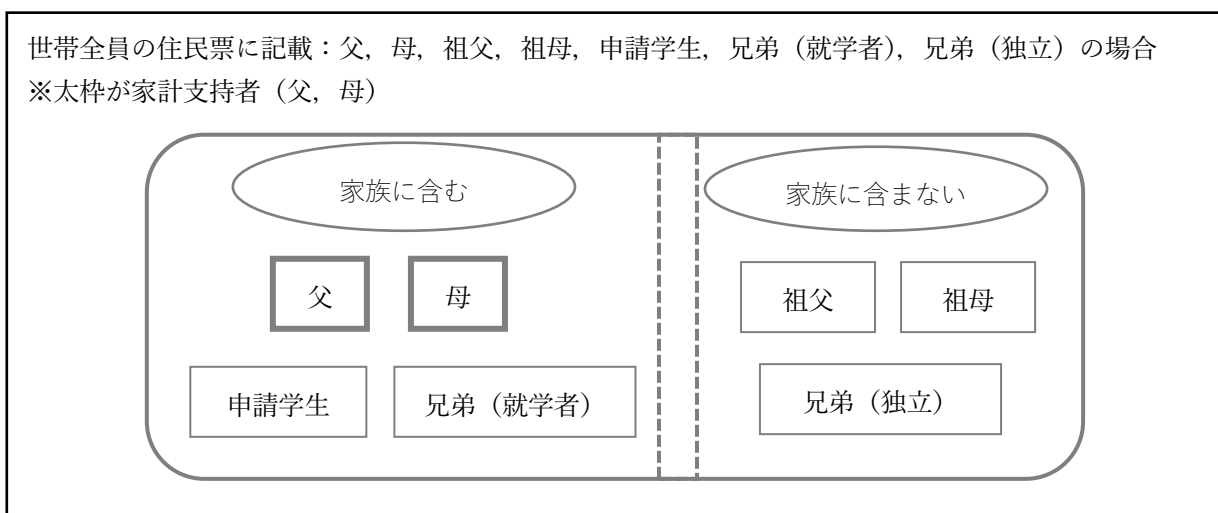 世帯全員の住民票に記載：父，母，祖父，祖母，申請学生，兄弟（就学者），兄弟（独立）の場合
※太枠が家計支持者（父，母）
家族に含む
家族に含まない
父
母
祖父
祖母
申請学生
兄弟（就学者）
兄弟（独立）